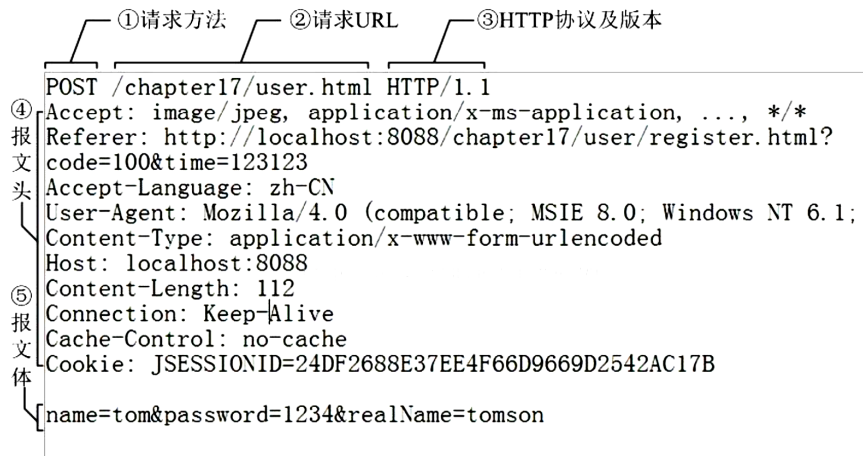 ①请求方法 ②请求URL ③HTTP协议及版本
POST /chapter17/user.html HTTP/1.1
④报文头
Accept: image/jpeg, application/x-ms-application, ..., */*
Referer: http://localhost:8088/chapter17/user/register.html?
code=100&time=123123
Accept-Language: zh-CN
User-Agent: Mozilla/4.0 (compatible; MSIE 8.0; Windows NT 6.1;
Content-Type: application/x-www-form-urlencoded
Host: localhost:8088
Content-Length: 112
Connection: Keep-Alive
Cache-Control: no-cache
Cookie: JSESSIONID=24DF2688E37EE4F66D9669D2542AC17B
⑤报文体
name=tom&password=1234&realName=tomson